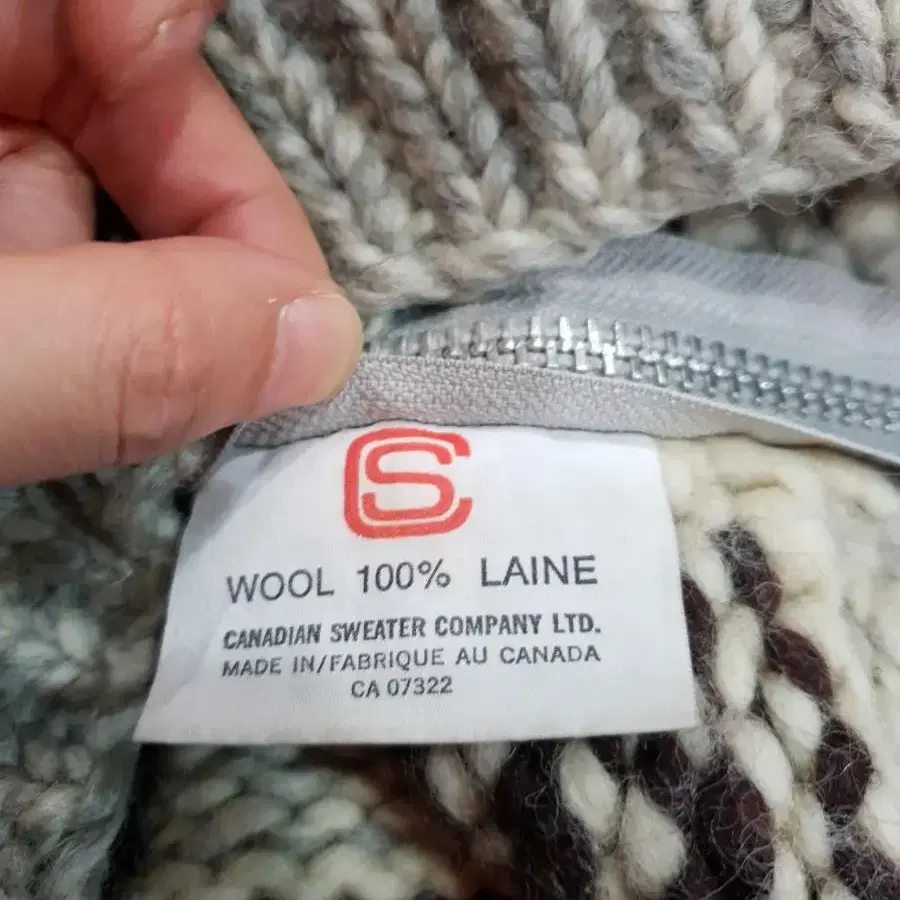 CS
WOOL 100% LAINE
CANADIAN SWEATER COMPANY LTD.
MADE IN/FABRIQUE AU CANADA
CA 07322